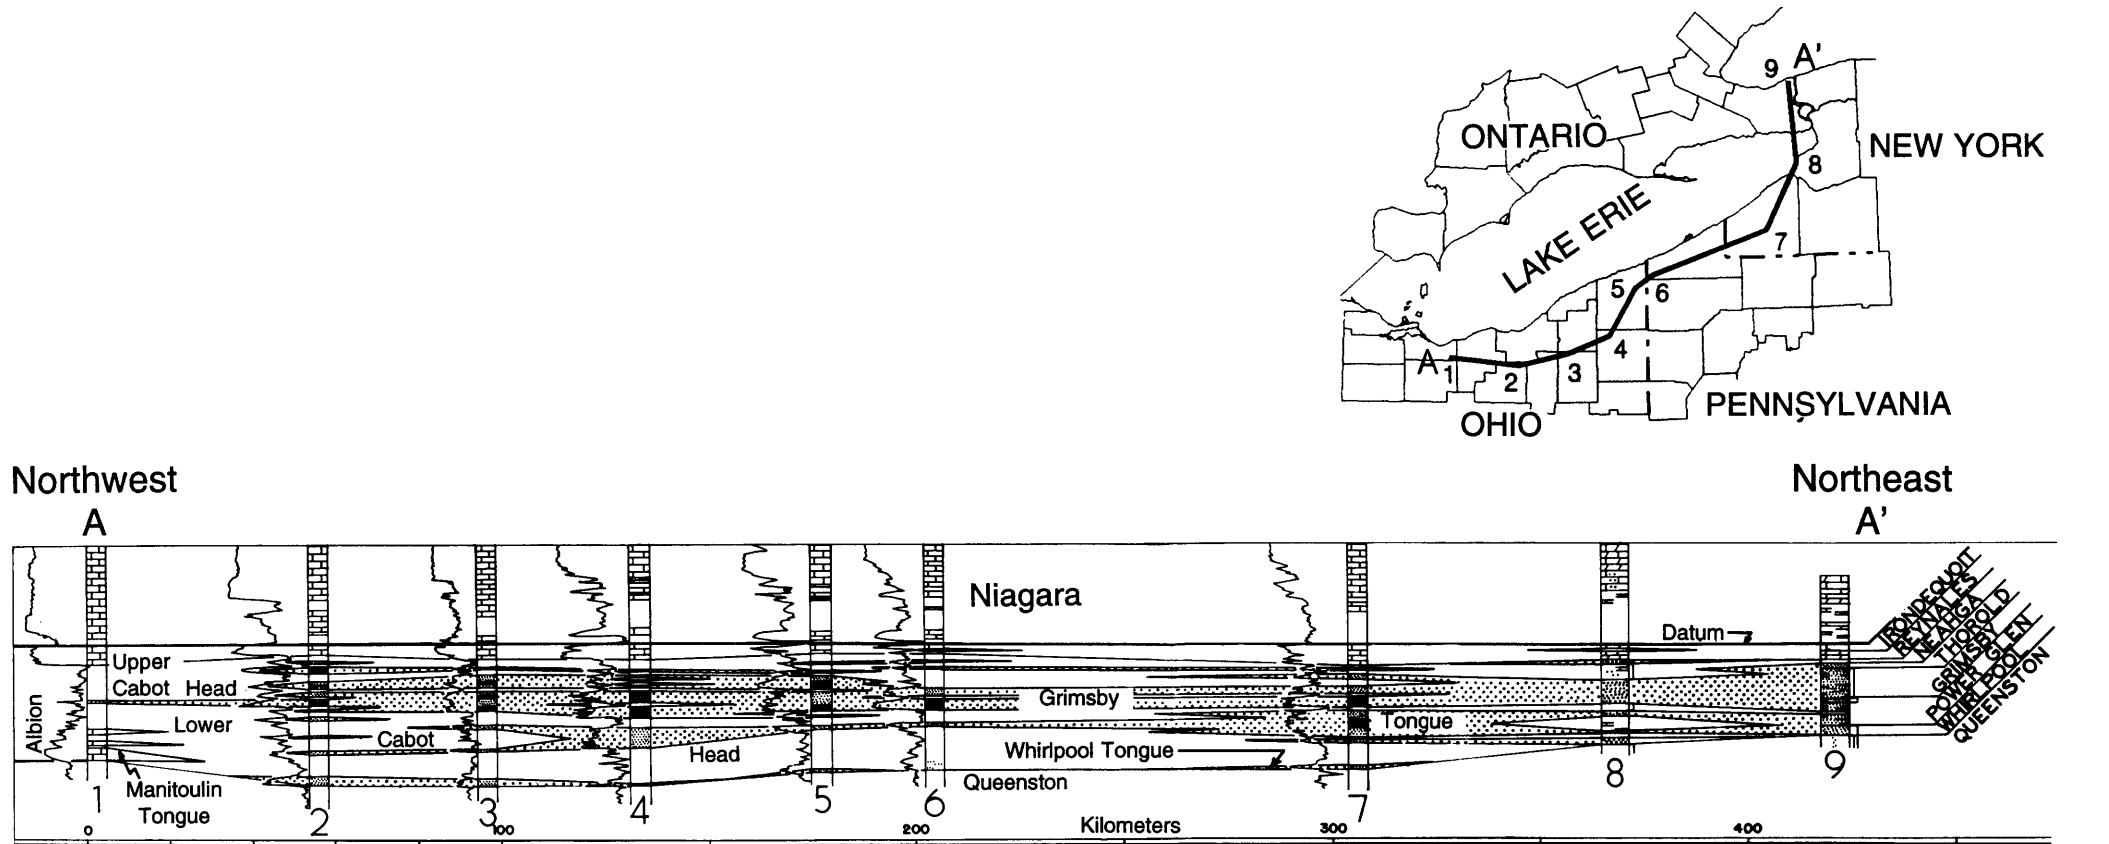 9 A'
ONTARIO
NEW YORK
8
LAKE ERIE
7
5 6
4
A 1 2 3
OHIO
PENNSYLVANIA
Northwest
A
Northeast
A'
Niagara
Datum
IRONDEQUOIT
REYNALES
NEAHGA
THOROLD
GRIMSBY
POWER GLEN
WHIRLPOOL
QUEENSTON
Albion
Upper
Cabot Head
Lower
Cabot
Head
Grimsby
Tongue
Whirlpool Tongue
Queenston
Manitoulin
Tongue
1 2 3 4 5 6 7 8 9
0 100 200 Kilometers 300 400